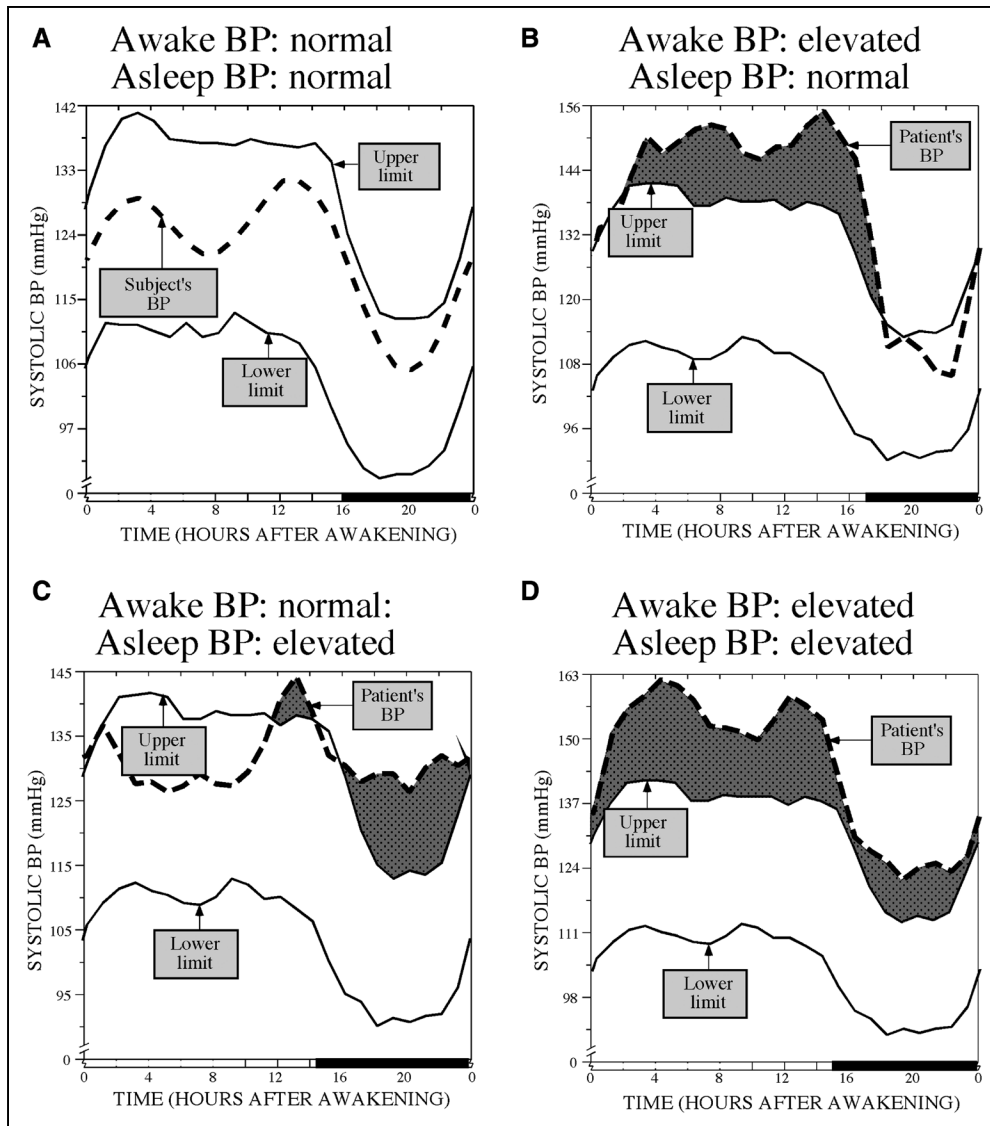 A
Awake BP: normal
Asleep BP: normal
SYSTOLIC BP (mmHg)
142
133
124
115
106
97
0
Upper
limit
Subject's
BP
Lower
limit
0 4 8 12 16 20 0
TIME (HOURS AFTER AWAKENING)
B
Awake BP: elevated
Asleep BP: normal
SYSTOLIC BP (mmHg)
156
144
132
120
108
96
0
Patient's
BP
Upper
limit
Lower
limit
0 4 8 12 16 20 0
TIME (HOURS AFTER AWAKENING)
C
Awake BP: normal:
Asleep BP: elevated
SYSTOLIC BP (mmHg)
145
135
125
115
105
95
0
Patient's
BP
Upper
limit
Lower
limit
0 4 8 12 16 20 0
TIME (HOURS AFTER AWAKENING)
D
Awake BP: elevated
Asleep BP: elevated
SYSTOLIC BP (mmHg)
163
150
137
124
111
98
0
Patient's
BP
Upper
limit
Lower
limit
0 4 8 12 16 20 0
TIME (HOURS AFTER AWAKENING)